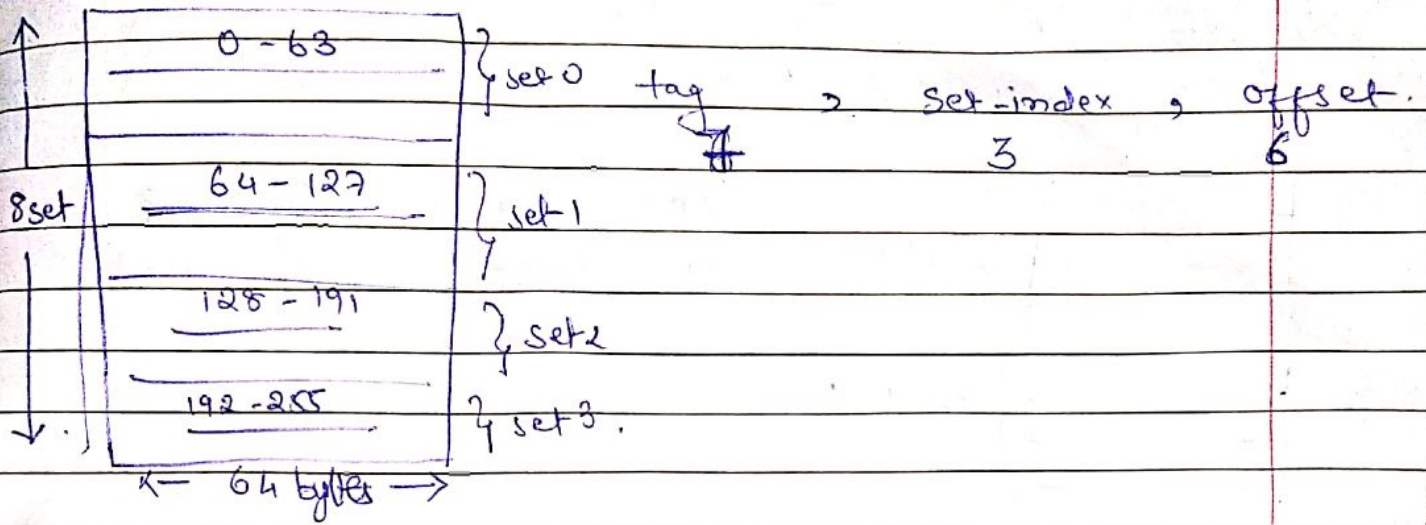 0 - 63
} set 0 tag , set-index , offset.
3 6
64 - 127
8 set } set 1
128 - 191
} set 2
192 - 255
} set 3.
← 64 bytes →